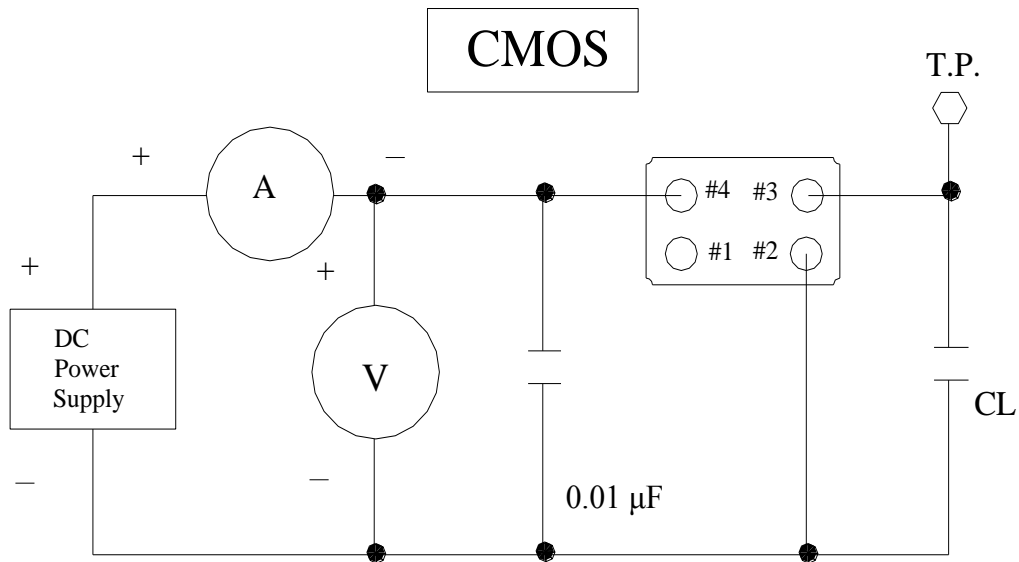 CMOS
T.P.
+
–
A
#4 #3
+
+
#1 #2
DC
Power
Supply
V
CL
–
–
0.01 μF